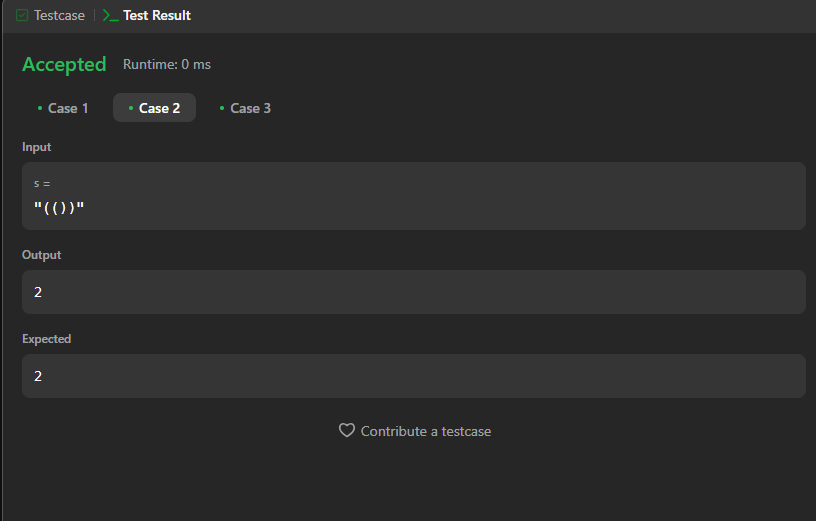 Testcase | Test Result
Accepted Runtime: 0 ms
Case 1 Case 2 Case 3
Input
s =
"(())"
Output
2
Expected
2
Contribute a testcase